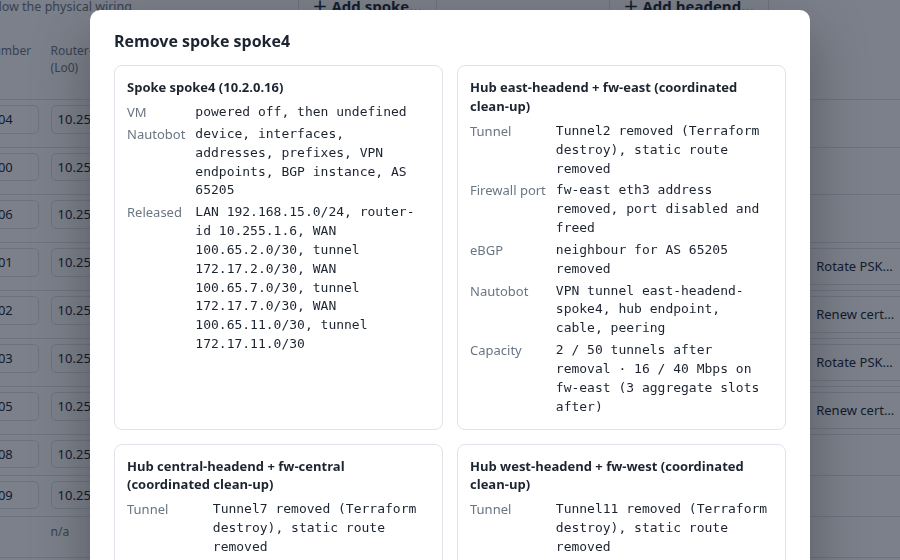 low the physical wiring
+ Add spoke...
+ Add headend...
Remove spoke spoke4
mber
Router-
(Lo0)
04
10.25
00
10.25
06
10.25
01
10.25
02
10.25
03
10.25
05
10.25
08
10.25
09
10.25
n/a
Spoke spoke4 (10.2.0.16)
VM
powered off, then undefined
Nautobot
device, interfaces,
addresses, prefixes, VPN
endpoints, BGP instance, AS
65205
Released
LAN 192.168.15.0/24, router-
id 10.255.1.6, WAN
100.65.2.0/30, tunnel
172.17.2.0/30, WAN
100.65.7.0/30, tunnel
172.17.7.0/30, WAN
100.65.11.0/30, tunnel
172.17.11.0/30
Hub east-headend + fw-east (coordinated
clean-up)
Tunnel
Tunnel2 removed (Terraform
destroy), static route
removed
Firewall port
fw-east eth3 address
removed, port disabled and
freed
eBGP
neighbour for AS 65205
removed
Nautobot
VPN tunnel east-headend-
spoke4, hub endpoint,
cable, peering
Capacity
2 / 50 tunnels after
removal · 16 / 40 Mbps on
fw-east (3 aggregate slots
after)
Hub central-headend + fw-central
(coordinated clean-up)
Tunnel
Tunnel7 removed (Terraform
destroy), static route
removed
Hub west-headend + fw-west (coordinated
clean-up)
Tunnel
Tunnel11 removed (Terraform
destroy), static route
removed
Rotate PSK...
Renew cert...
Rotate PSK...
Renew cert...